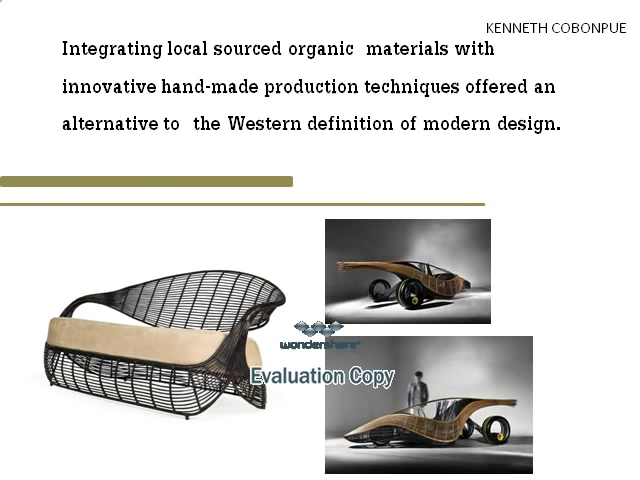 KENNETH COBONPUE
Integrating local sourced organic materials with
innovative hand-made production techniques offered an
alternative to the Western definition of modern design.
wondershare
Evaluation Copy